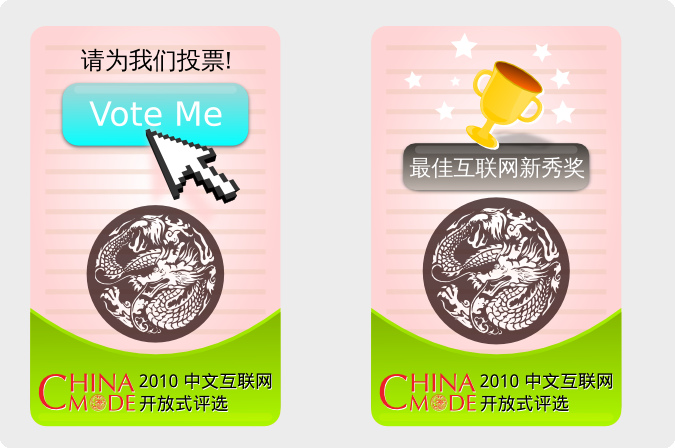 请为我们投票!
Vote Me
CHINA
MODE
2010 中文互联网
开放式评选
最佳互联网新秀奖
CHINA
MODE
2010 中文互联网
开放式评选